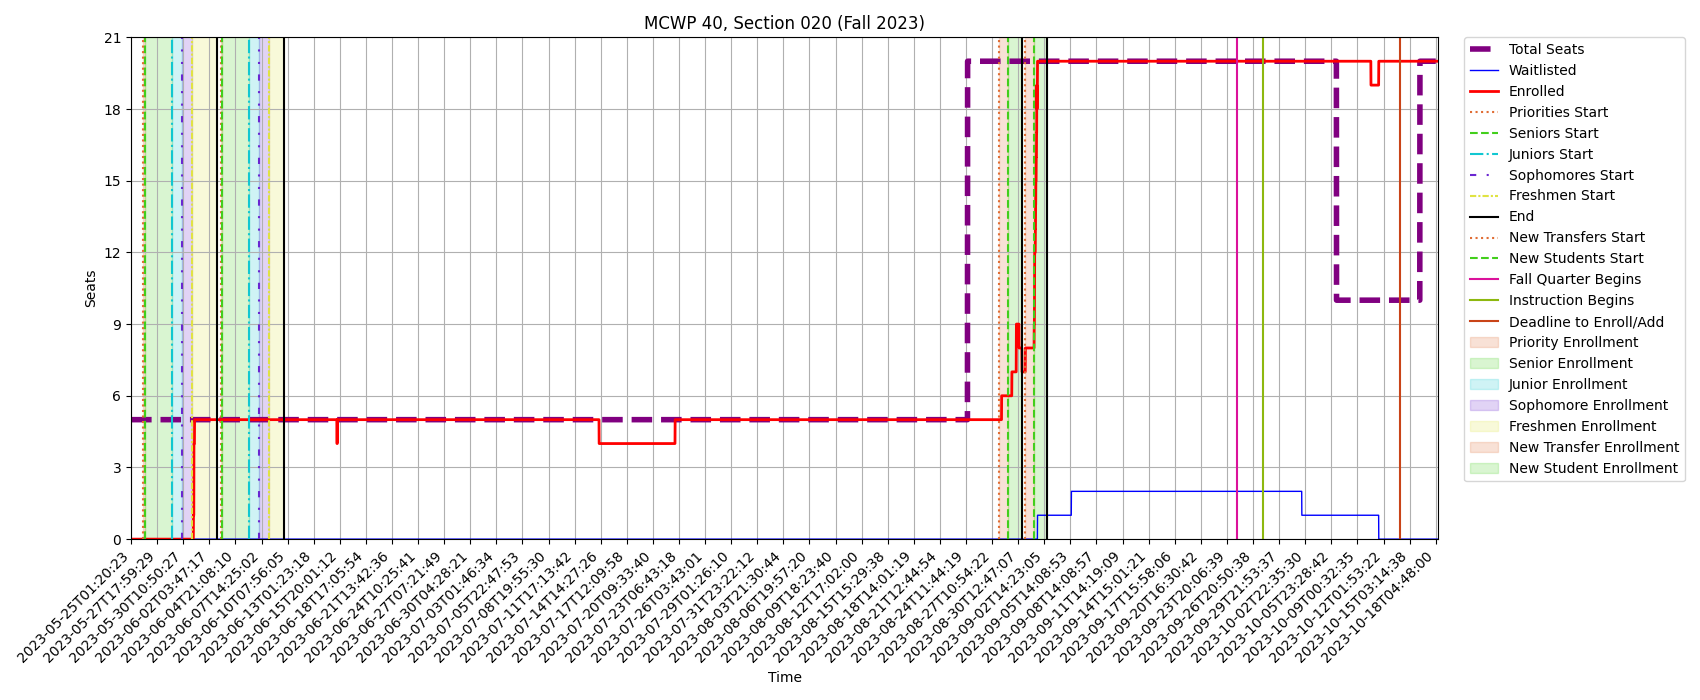 MCWP 40, Section 020 (Fall 2023)
Seats
21
18
15
12
9
6
3
0
2023-05-25T01:20:23
2023-05-27T17:59:29
2023-05-30T10:50:27
2023-06-02T03:47:17
2023-06-04T21:08:10
2023-06-07T14:25:02
2023-06-10T07:56:05
2023-06-13T01:23:18
2023-06-15T20:01:12
2023-06-18T17:05:54
2023-06-21T13:42:36
2023-06-24T10:25:41
2023-06-27T07:21:49
2023-06-30T04:28:21
2023-07-03T01:46:34
2023-07-05T22:47:53
2023-07-08T19:55:30
2023-07-11T17:13:42
2023-07-14T14:27:26
2023-07-17T12:09:58
2023-07-20T09:33:40
2023-07-23T06:43:18
2023-07-26T03:43:01
2023-07-29T01:26:10
2023-07-31T23:22:12
2023-08-03T21:30:44
2023-08-06T19:57:20
2023-08-09T18:23:40
2023-08-12T17:02:00
2023-08-15T15:29:38
2023-08-18T14:01:19
2023-08-21T12:44:54
2023-08-24T11:44:19
2023-08-27T10:54:22
2023-08-30T12:47:07
2023-09-02T14:23:05
2023-09-05T14:08:53
2023-09-08T14:08:57
2023-09-11T14:19:09
2023-09-14T15:01:21
2023-09-17T15:58:06
2023-09-20T16:30:42
2023-09-23T20:06:39
2023-09-26T20:50:38
2023-09-29T21:53:37
2023-10-02T22:35:30
2023-10-05T23:28:42
2023-10-09T00:32:35
2023-10-12T01:53:22
2023-10-15T03:14:38
2023-10-18T04:48:00
Time
Total Seats
Waitlisted
Enrolled
Priorities Start
Seniors Start
Juniors Start
Sophomores Start
Freshmen Start
End
New Transfers Start
New Students Start
Fall Quarter Begins
Instruction Begins
Deadline to Enroll/Add
Priority Enrollment
Senior Enrollment
Junior Enrollment
Sophomore Enrollment
Freshmen Enrollment
New Transfer Enrollment
New Student Enrollment